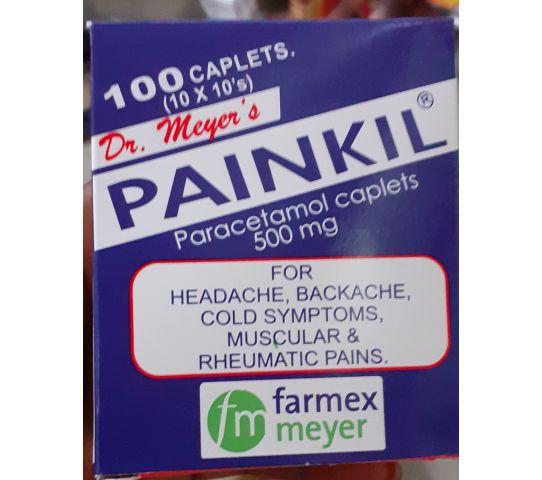 100 CAPLETS.
(10 X 10's)
Dr. Meyer's
PAINKIL®
Paracetamol caplets
500 mg
FOR
HEADACHE, BACKACHE,
COLD SYMPTOMS,
MUSCULAR &
RHEUMATIC PAINS.
fm farmex
meyer